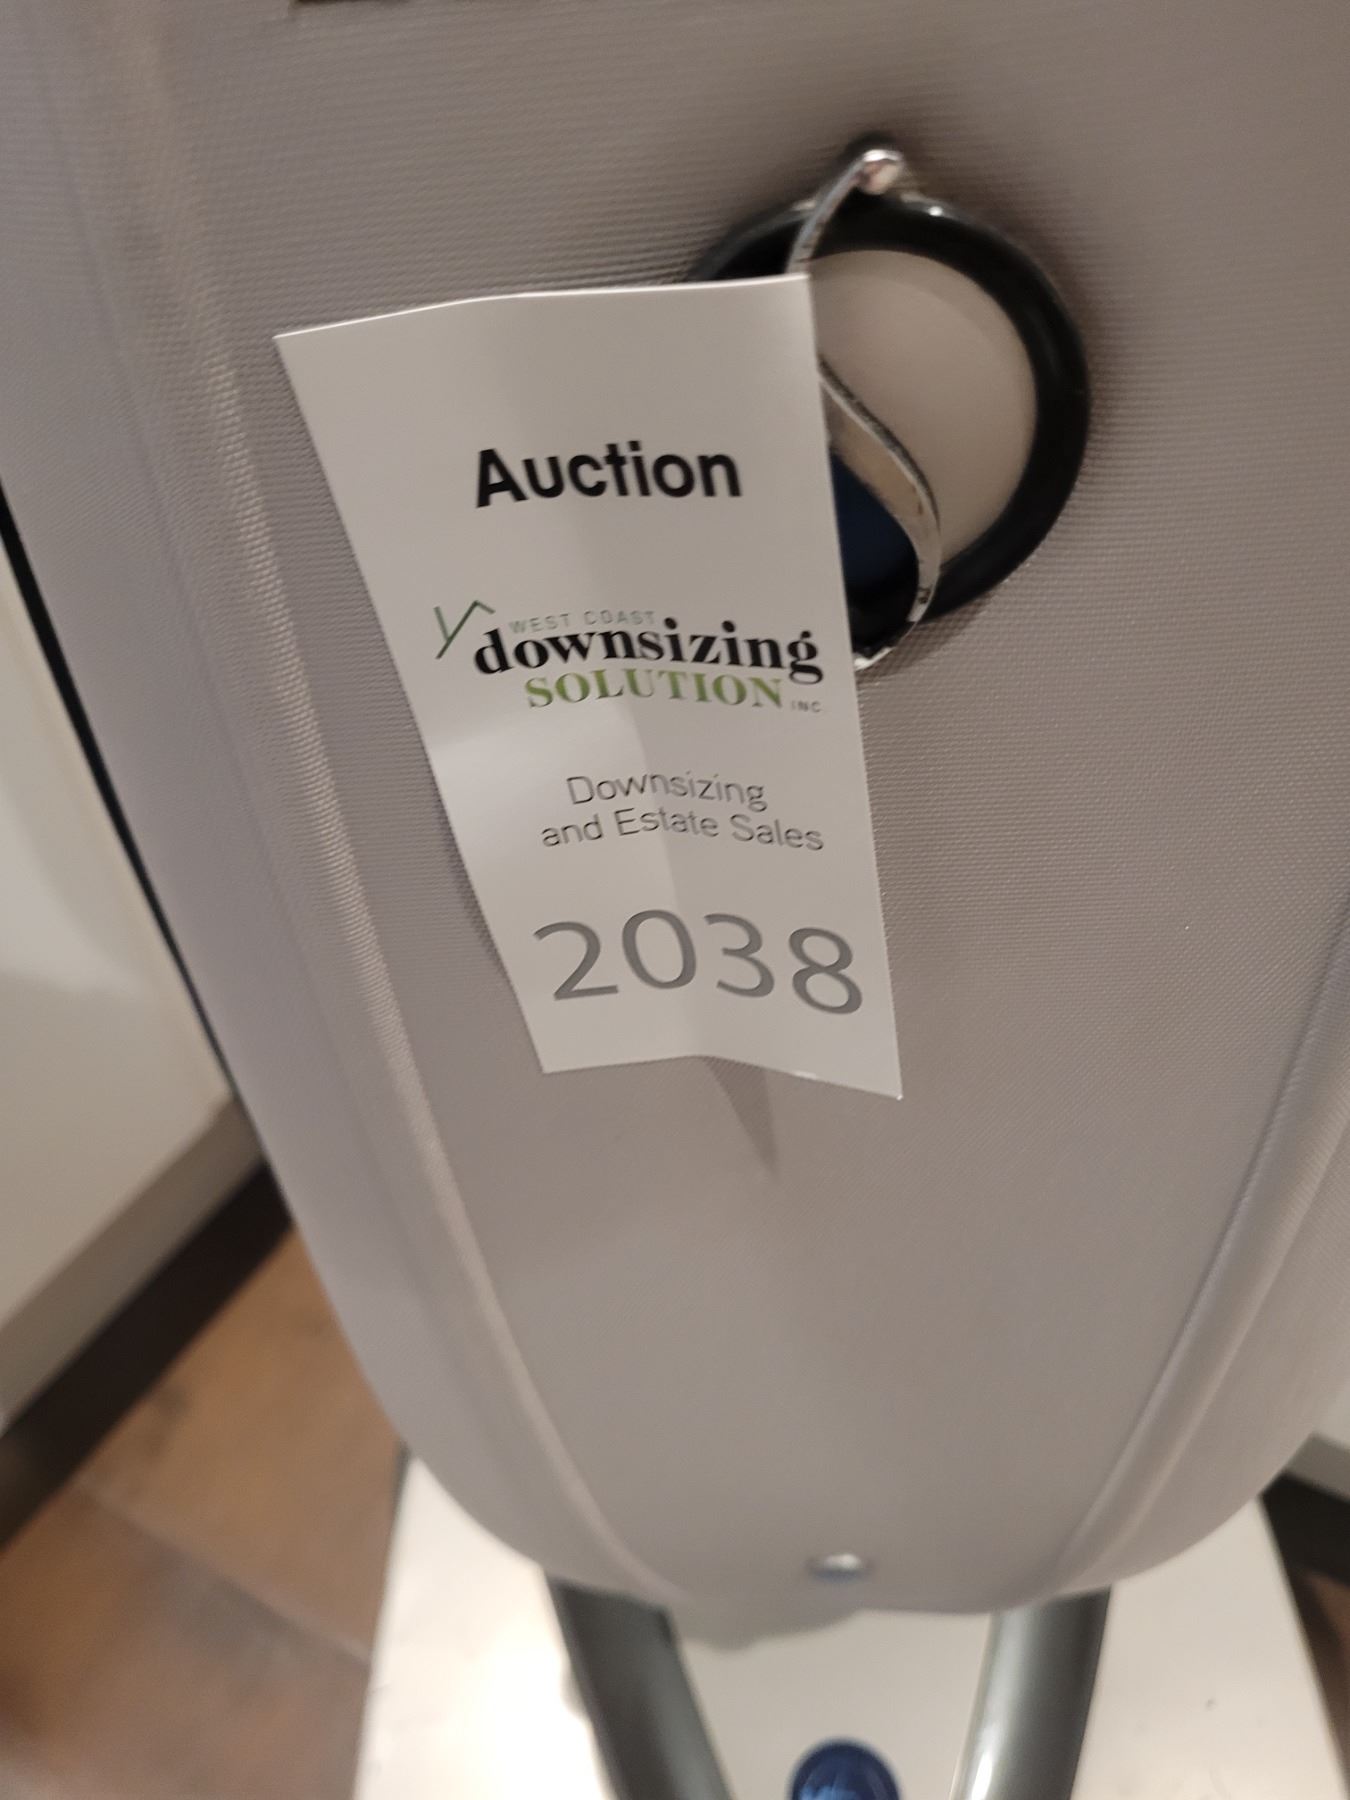 Auction
WEST COAST
downsizing
SOLUTION INC.
Downsizing
and Estate Sales
2038